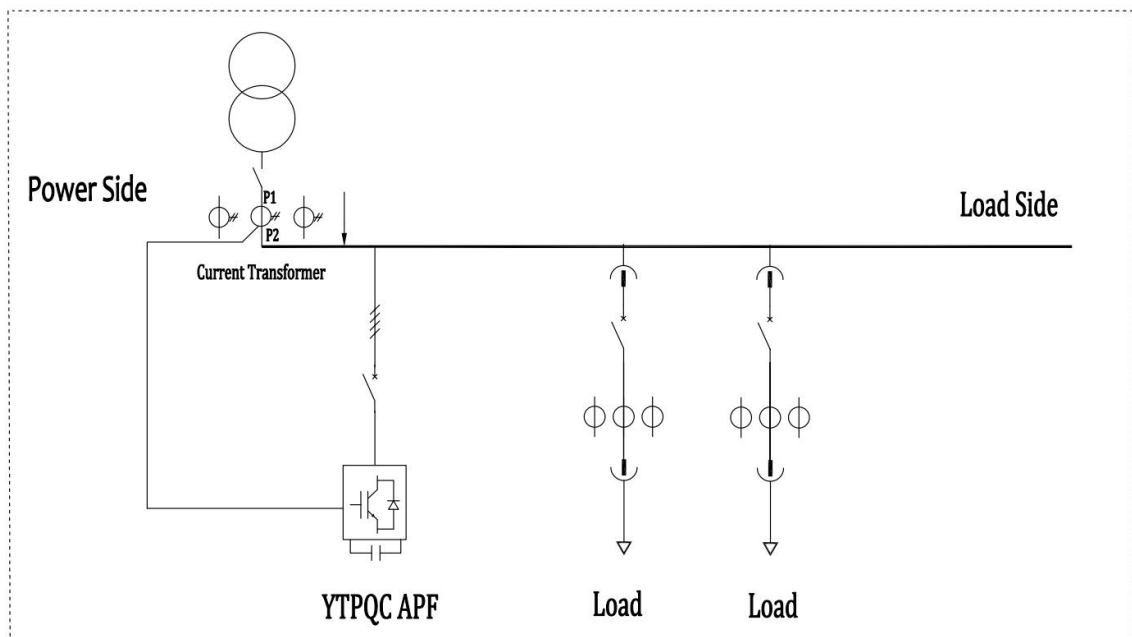 Power Side
P1
P2
Current Transformer
Load Side
YTPQC APF
Load
Load